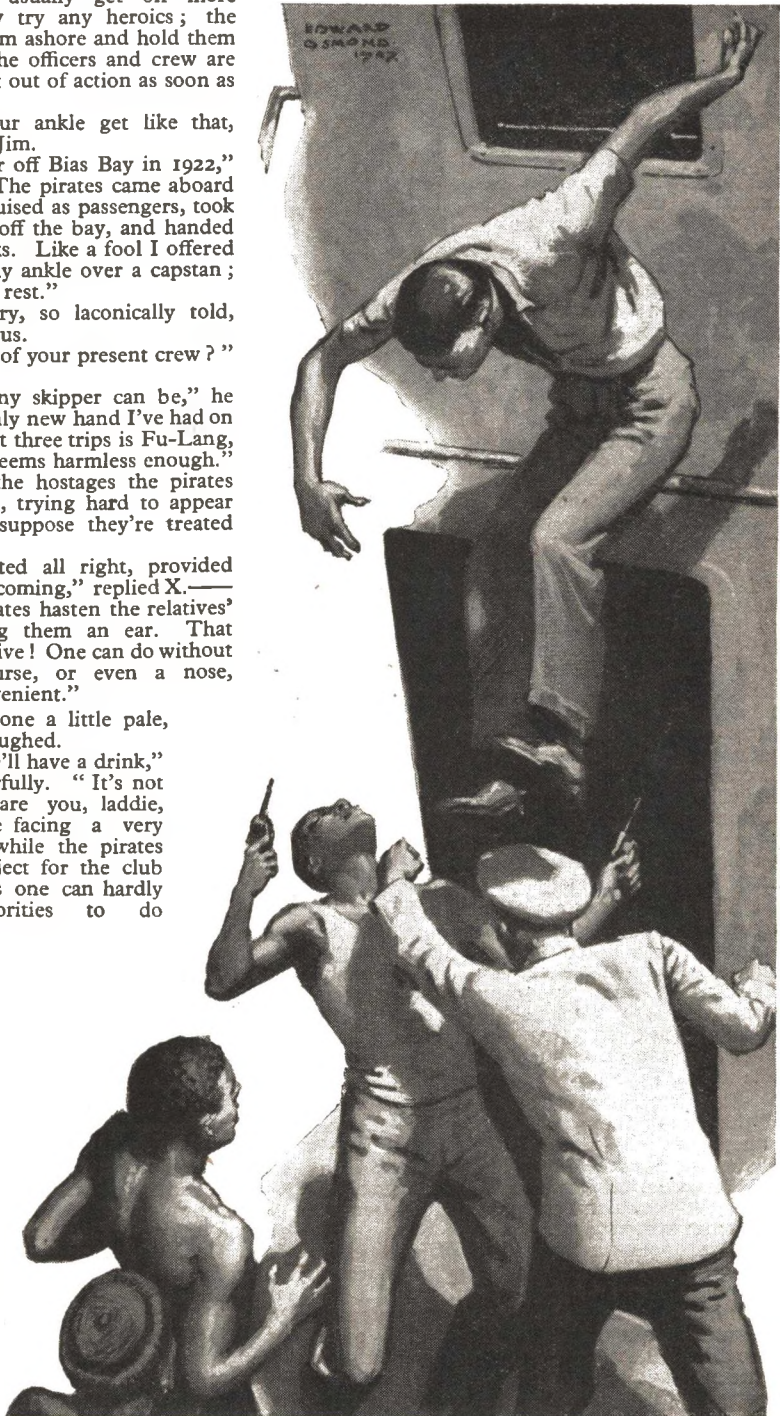 usually get off more
try any heroics ; the
m ashore and hold them
he officers and crew are
out of action as soon as
ur ankle get like that,
Jim.
r off Bias Bay in 1922,”
The pirates came aboard
uised as passengers, took
off the bay, and handed
s. Like a fool I offered
y ankle over a capstan ;
rest.”
ry, so laconically told,
us.
of your present crew ? ”
ny skipper can be,” he
ly new hand I've had on
t three trips is Fu-Lang,
eems harmless enough.”
he hostages the pirates
, trying hard to appear
suppose they're treated
ted all right, provided
coming,” replied X.——
ates hasten the relatives’
g them an ear. That
ive ! One can do without
urse, or even a nose,
enient.”
one a little pale,
ughed.
’ll have a drink,”
fully. “ It's not
are you, laddie,
e facing a very
while the pirates
ject for the club
s one can hardly
orities to do
EDWARD
OSMOND